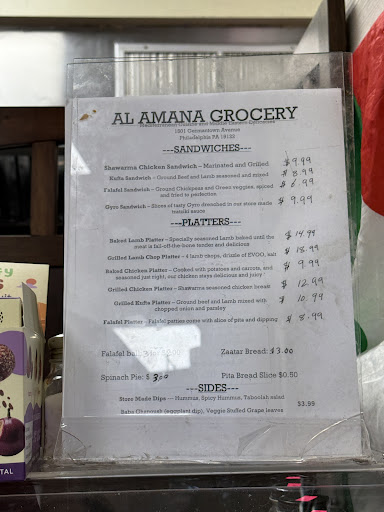 AL AMANA GROCERY
1901 Germantown Avenue
Philadelphia PA 19122
---SANDWICHES---
Shawarma Chicken Sandwich – Marinated and Grilled $9.99
Kufta Sandwich – Ground Beef and Lamb seasoned and mixed $8.99
Falafel Sandwich – Ground Chickpeas and Green veggies, spiced and fried to perfection $6.99
Gyro Sandwich – Slices of tasty Gyro dressed in our store made tzatziki sauce $9.99
---PLATTERS---
Baked Lamb Platter – Specially seasoned Lamb baked until the meat is fall-off-the-bone tender and delicious $14.99
Grilled Lamb Chop Platter – 4 lamb chops, drizzle of EVOO, salt $18.99
Baked Chicken Platter – Cooked with potatoes and carrots, and seasoned just right, our chicken stays delicious and juicy $9.99
Grilled Chicken Platter – Shawarma seasoned chicken breast $12.99
Grilled Kufta Platter – Ground beef and lamb mixed with chopped onion and parsley $10.99
Falafel Platter – Falafel patties come with slice of pita and dipping $8.99
Falafel
Zaatar Bread: $3.00
Spinach Pie: $3.00
Pita Bread Slice $0.50
---SIDES---
Store Made Dips – Hummus, Spicy Hummus, Tabouleh salad
Baba Ghanoush (eggplant dip), Veggie Stuffed Grape leaves $3.99
TAL